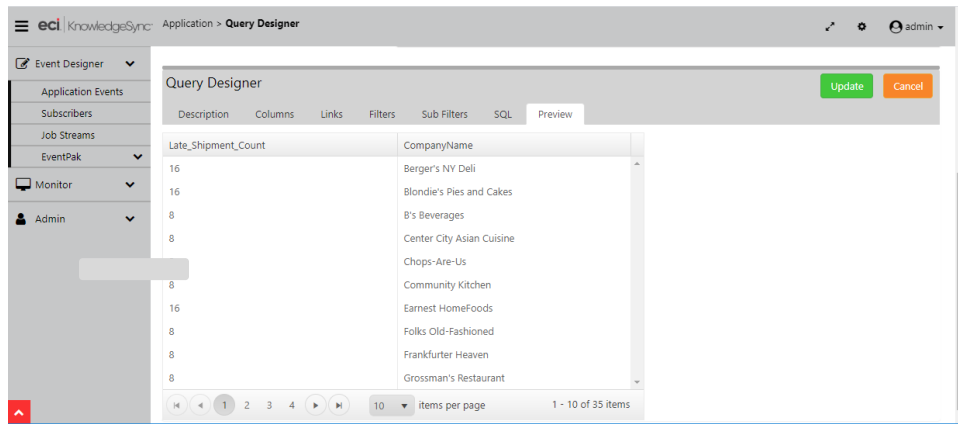 eci KnowledgeSync Application > Query Designer admin
Event Designer
Application Events
Subscribers
Job Streams
EventPak
Monitor
Admin
Query Designer
Update Cancel
Description Columns Links Filters Sub Filters SQL Preview
Late_Shipment_Count CompanyName
16 Berger's NY Deli
16 Blondie's Pies and Cakes
8 B's Beverages
8 Center City Asian Cuisine
Chops-Are-Us
8 Community Kitchen
16 Earnest HomeFoods
8 Folks Old-Fashioned
8 Frankfurter Heaven
8 Grossman's Restaurant
1 2 3 4 10 items per page 1 - 10 of 35 items